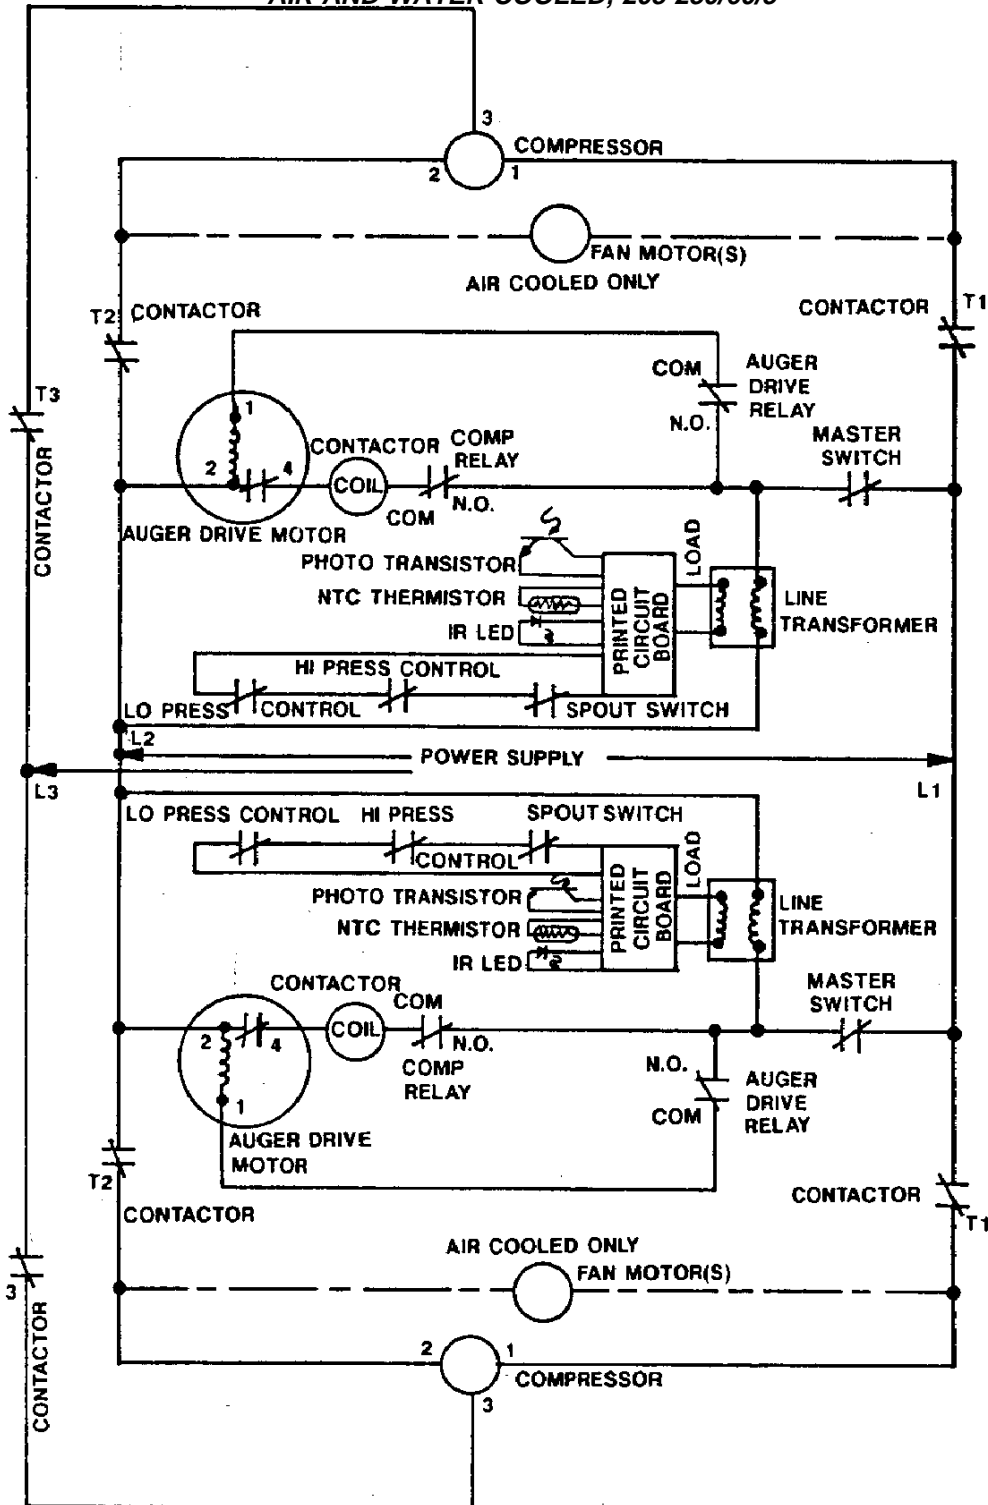 AIR AND WATER COOLED, 208-230/60/3
3
COMPRESSOR
2
1
FAN MOTOR(S)
AIR COOLED ONLY
T2 CONTACTOR
CONTACTOR T1
T3
COM
AUGER
DRIVE
RELAY
N.O.
1
CONTACTOR
COMP
RELAY
MASTER
SWITCH
2
4
COIL
COM
N.O.
CONTACTOR
AUGER DRIVE MOTOR
PHOTO TRANSISTOR
NTC THERMISTOR
IR LED
PRINTED
CIRCUIT
BOARD
LOAD
LINE
TRANSFORMER
HI PRESS CONTROL
LO PRESS CONTROL
SPOUT SWITCH
L2
POWER SUPPLY
L3
L1
LO PRESS CONTROL
HI PRESS
CONTROL
SPOUT SWITCH
PHOTO TRANSISTOR
NTC THERMISTOR
IR LED
PRINTED
CIRCUIT
BOARD
LOAD
LINE
TRANSFORMER
CONTACTOR
COM
MASTER
SWITCH
2
4
COIL
N.O.
COMP
RELAY
1
N.O.
COM
AUGER
DRIVE
RELAY
AUGER DRIVE
MOTOR
T2
CONTACTOR
CONTACTOR
T1
AIR COOLED ONLY
FAN MOTOR(S)
3
CONTACTOR
2
1
COMPRESSOR
3